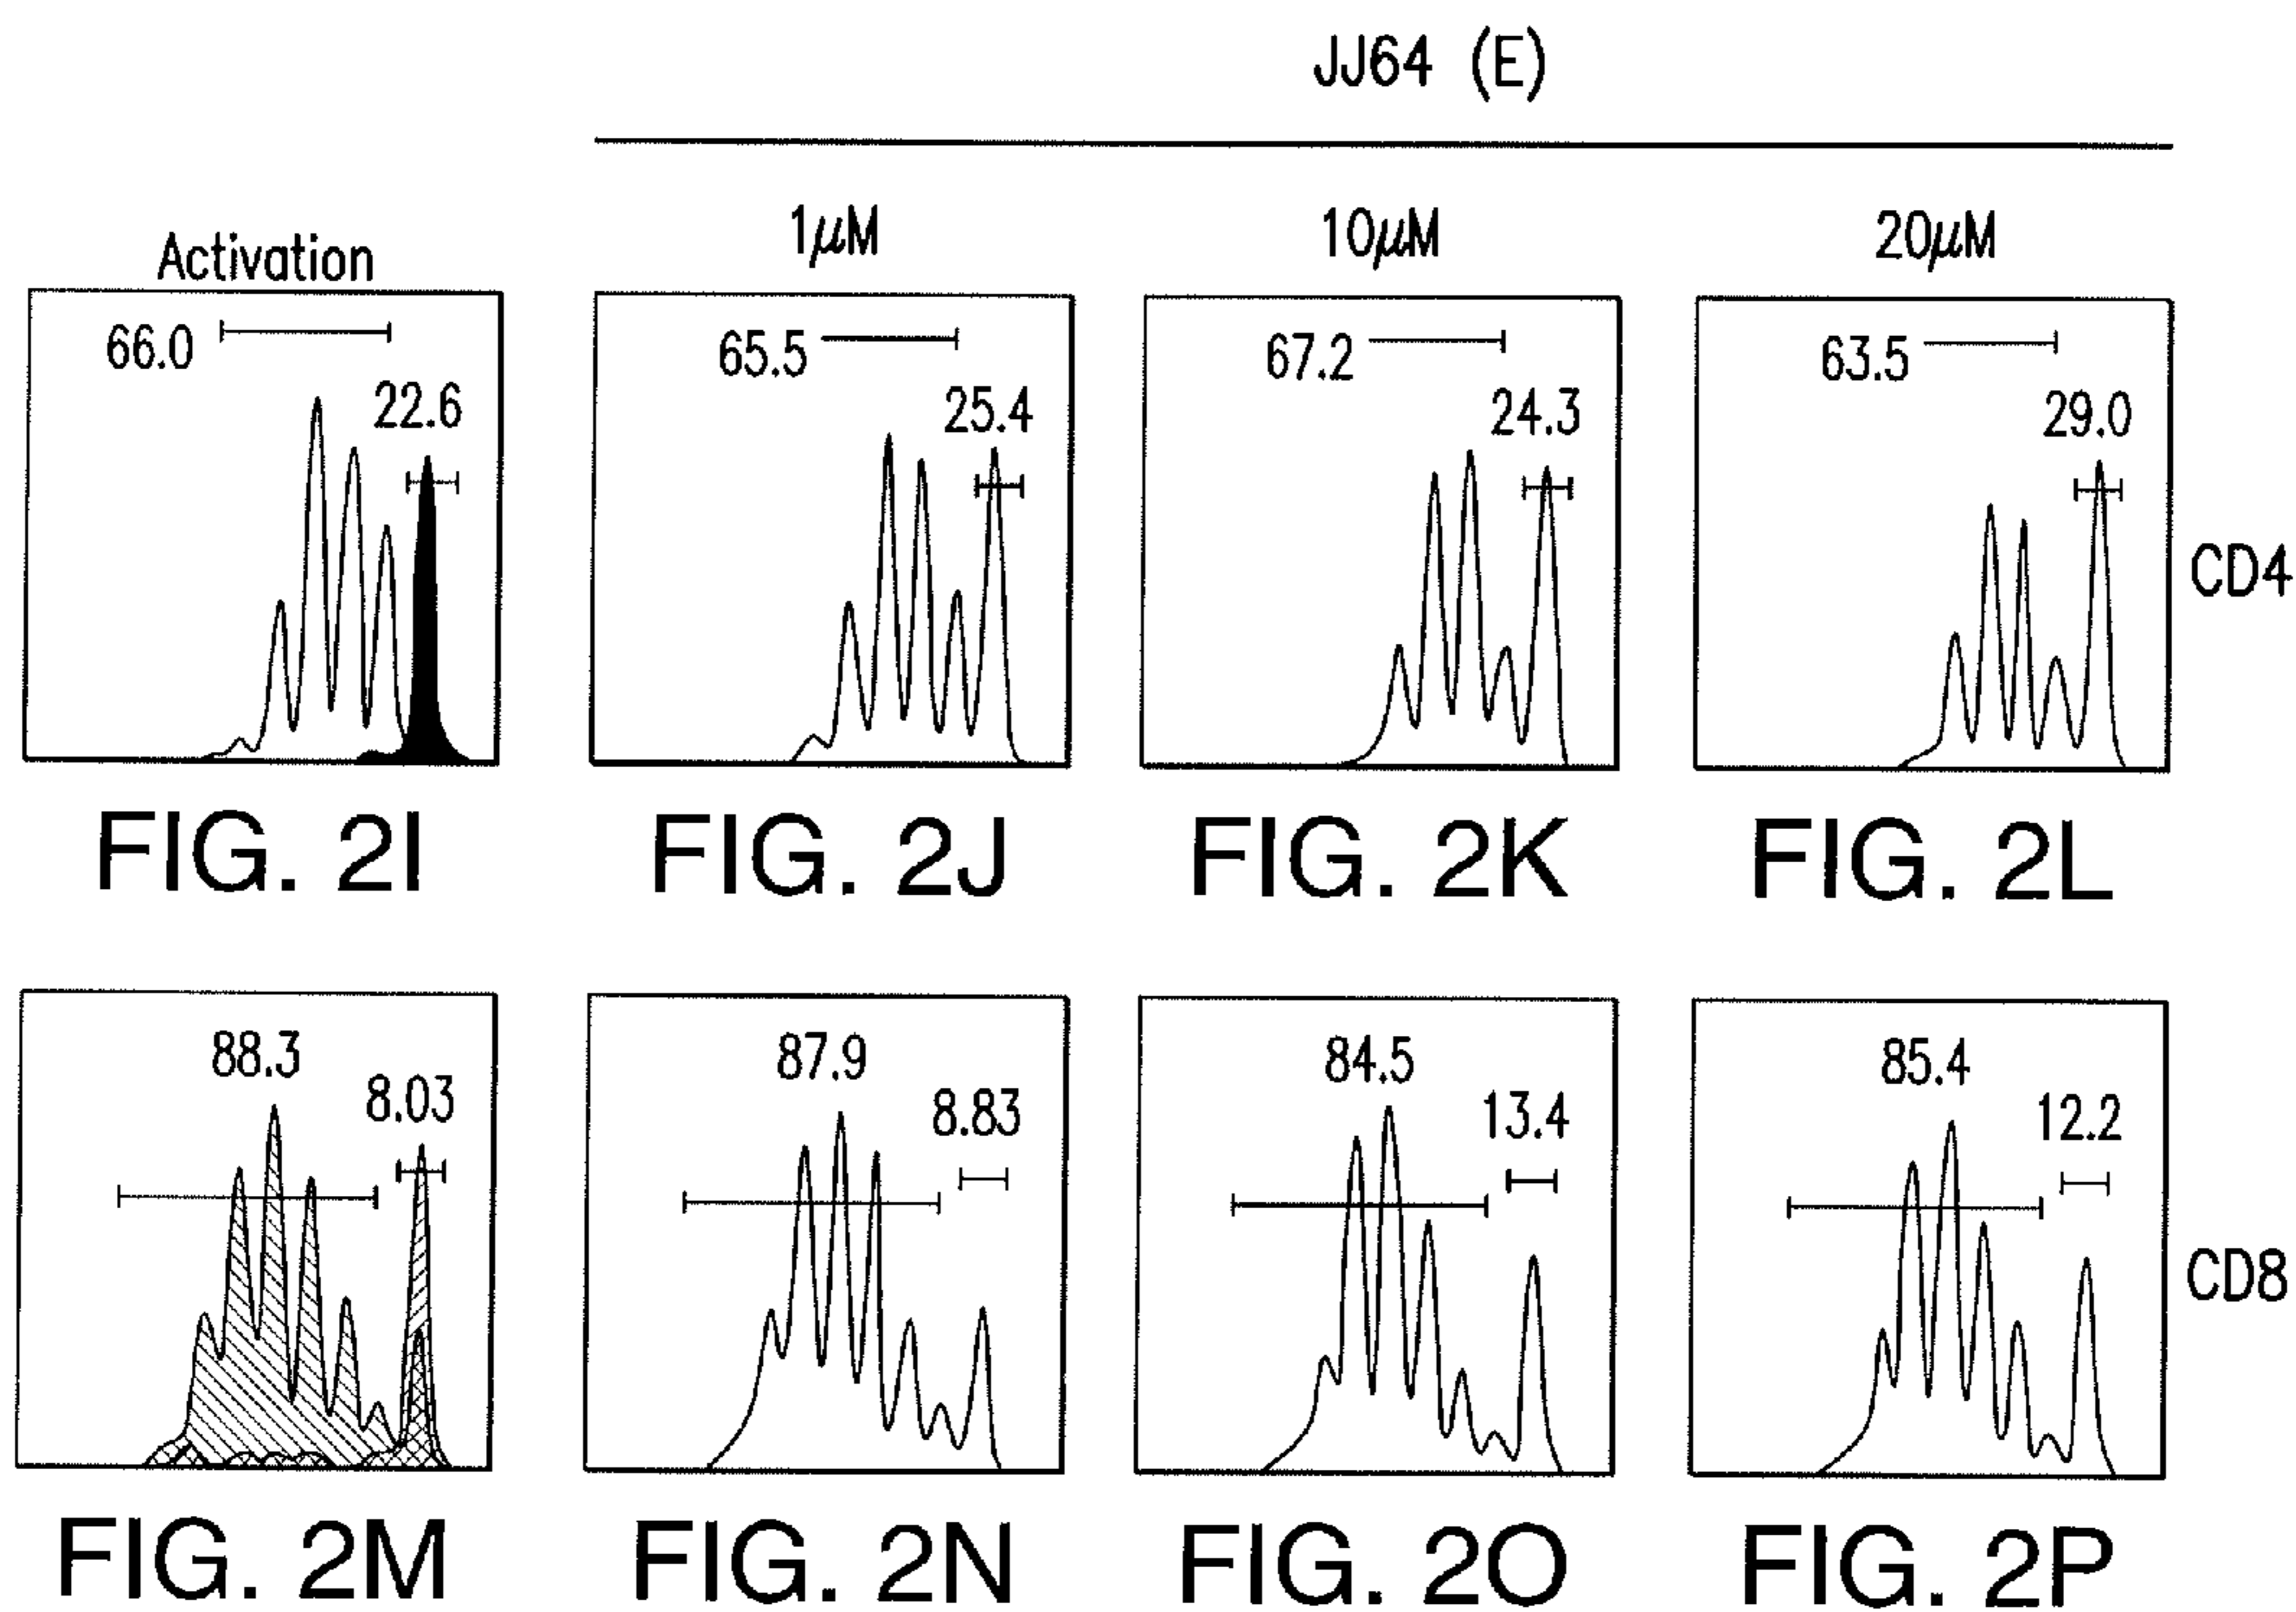 JJ64 (E)
Activation
1μM
10μM
20μM
66.0
22.6
65.5
25.4
67.2
24.3
63.5
29.0
CD4
FIG. 2I
FIG. 2J
FIG. 2K
FIG. 2L
88.3
8.03
87.9
8.83
84.5
13.4
85.4
12.2
CD8
FIG. 2M
FIG. 2N
FIG. 2O
FIG. 2P